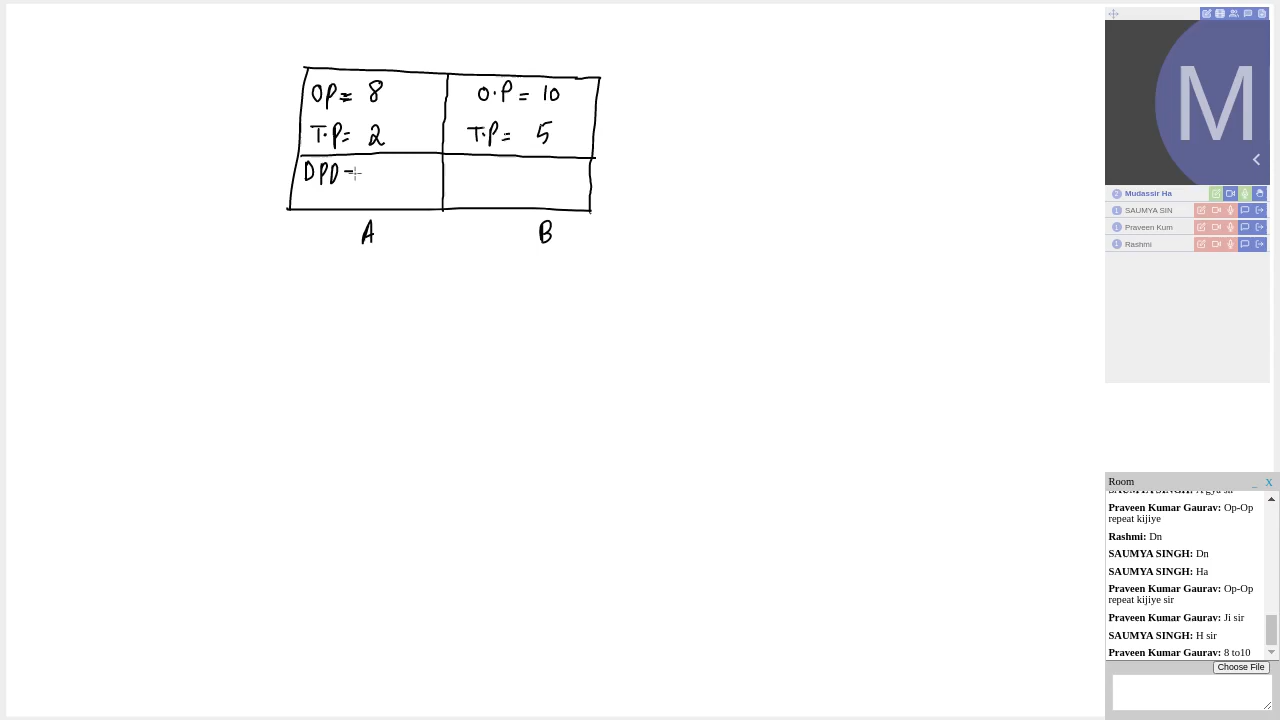 OP = 8
O.P = 10
T.P = 2
T.P = 5
DPD -
A
B
M
Mudassir Ha
SAUMYA SIN
Praveen Kum
Rashmi
Room
_ X
Praveen Kumar Gaurav: Op-Op
repeat kijiye
Rashmi: Dn
SAUMYA SINGH: Dn
SAUMYA SINGH: Ha
Praveen Kumar Gaurav: Op-Op
repeat kijiye sir
Praveen Kumar Gaurav: Ji sir
SAUMYA SINGH: H sir
Praveen Kumar Gaurav: 8 to10
Choose File